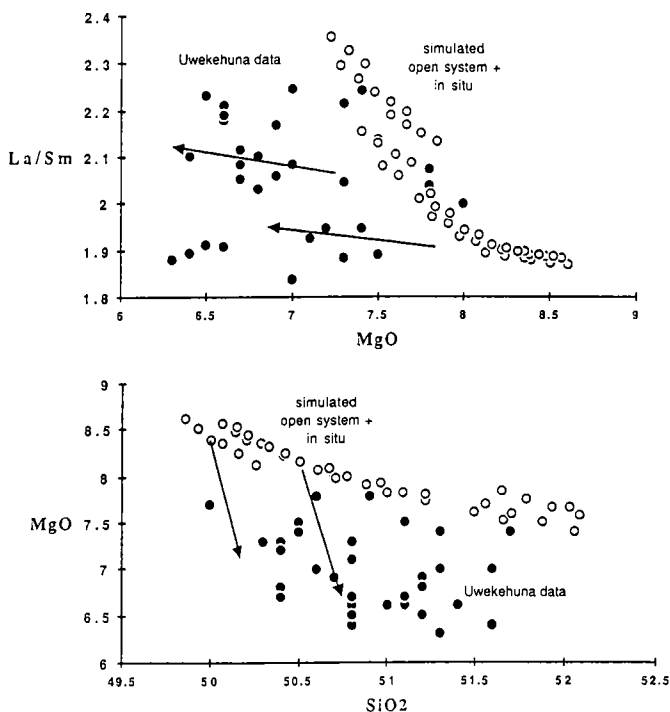 2.4
2.3
2.2
2.1
2
1.9
1.8
La/Sm
Uwekehuna data
simulated
open system +
in situ
6
6.5
7
7.5
8
8.5
9
MgO
9
8.5
8
7.5
7
6.5
6
MgO
simulated
open system +
in situ
Uwekehuna data
49.5
50
50.5
51
51.5
52
52.5
SiO2